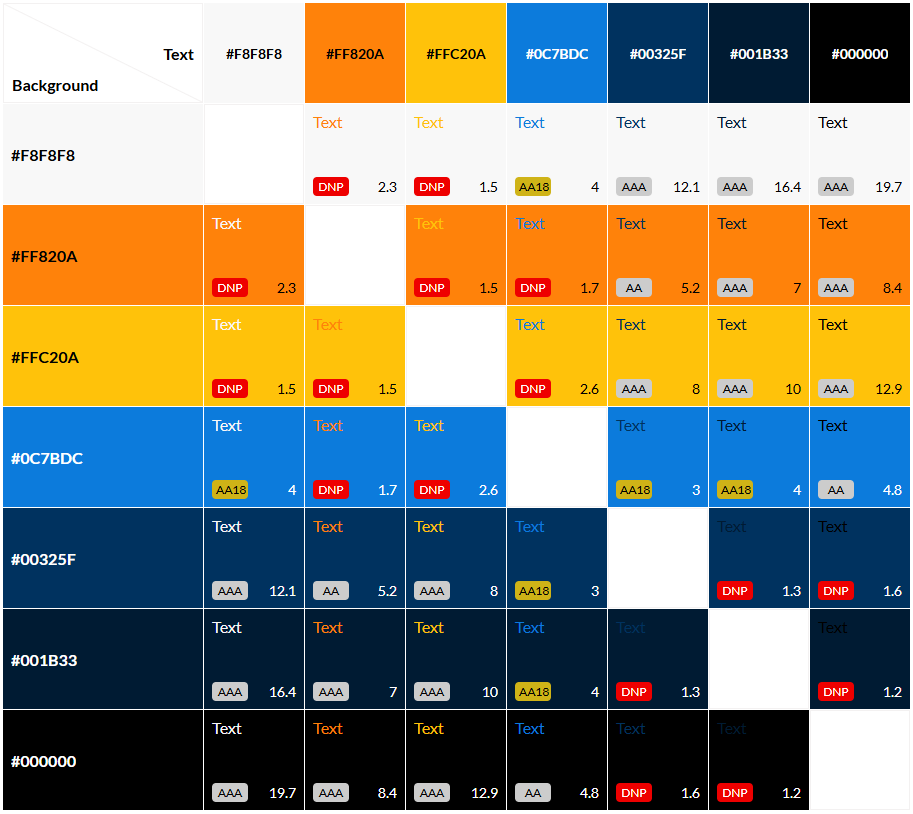 Text #F8F8F8 #FF820A #FFC20A #0C7BDC #00325F #001B33 #000000
Background
#F8F8F8 Text Text Text Text Text Text
DNP 2.3 DNP 1.5 AA18 4 AAA 12.1 AAA 16.4 AAA 19.7
#FF820A Text Text Text Text Text Text
DNP 2.3 DNP 1.5 DNP 1.7 AA 5.2 AAA 7 AAA 8.4
#FFC20A Text Text Text Text Text Text
DNP 1.5 DNP 1.5 DNP 2.6 AAA 8 AAA 10 AAA 12.9
#0C7BDC Text Text Text Text Text Text
AA18 4 DNP 1.7 DNP 2.6 AA18 3 AA18 4 AA 4.8
#00325F Text Text Text Text Text Text
AAA 12.1 AA 5.2 AAA 8 AA18 3 DNP 1.3 DNP 1.6
#001B33 Text Text Text Text Text Text
AAA 16.4 AAA 7 AAA 10 AA18 4 DNP 1.3 DNP 1.2
#000000 Text Text Text Text Text Text
AAA 19.7 AAA 8.4 AAA 12.9 AA 4.8 DNP 1.6 DNP 1.2